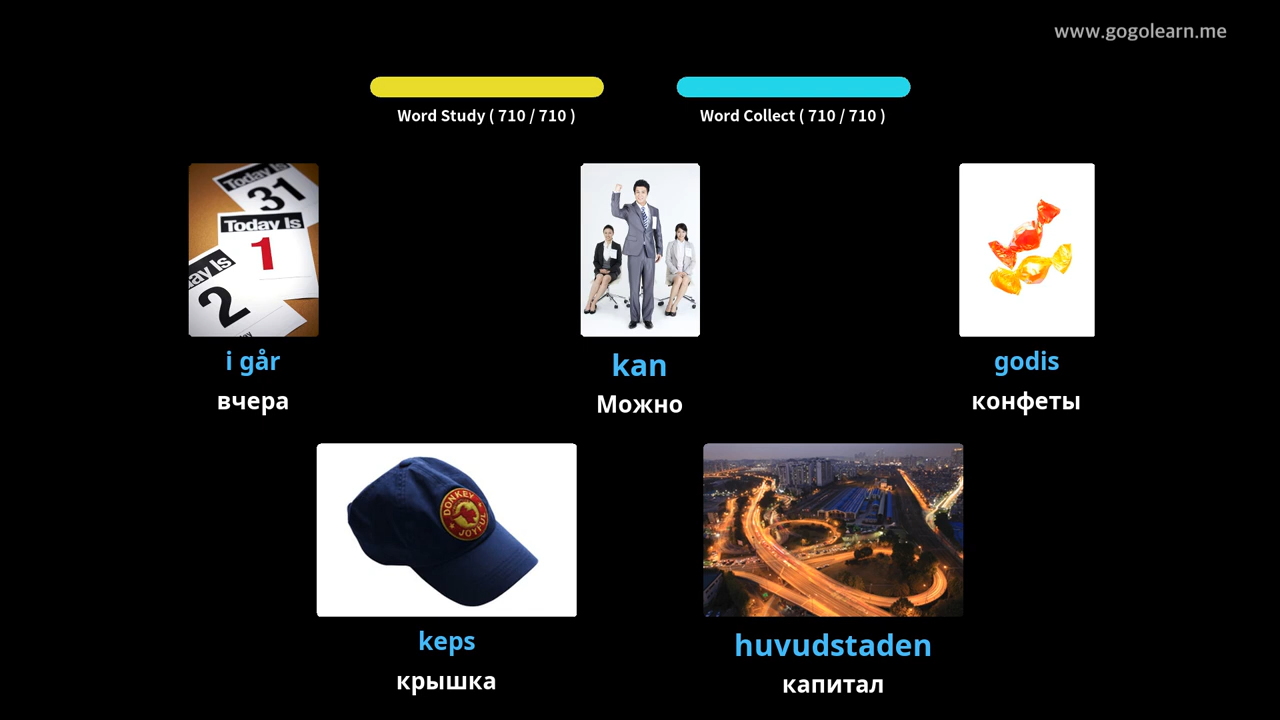 www.gogolearn.me
Word Study ( 710 / 710 )
Word Collect ( 710 / 710 )
Today Is
31
Today Is
1
ay Is
2
i går
kan
godis
вчера
Можно
конфеты
DONKEY
JOYFUL
keps
huvudstaden
крышка
капитал